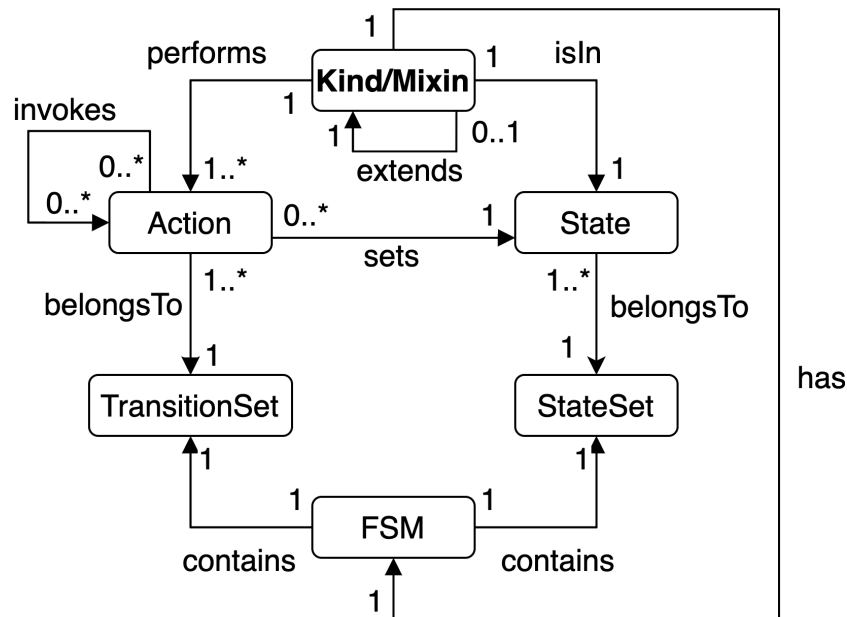 1
performs
1
isIn
Kind/Mixin
1
invokes
1
0..1
0..*
1..*
extends
1
0..*
Action
0..*
1
State
sets
1..*
1..*
belongsTo
belongsTo
1
1
has
TransitionSet
StateSet
1
1
1
1
FSM
contains
contains
1